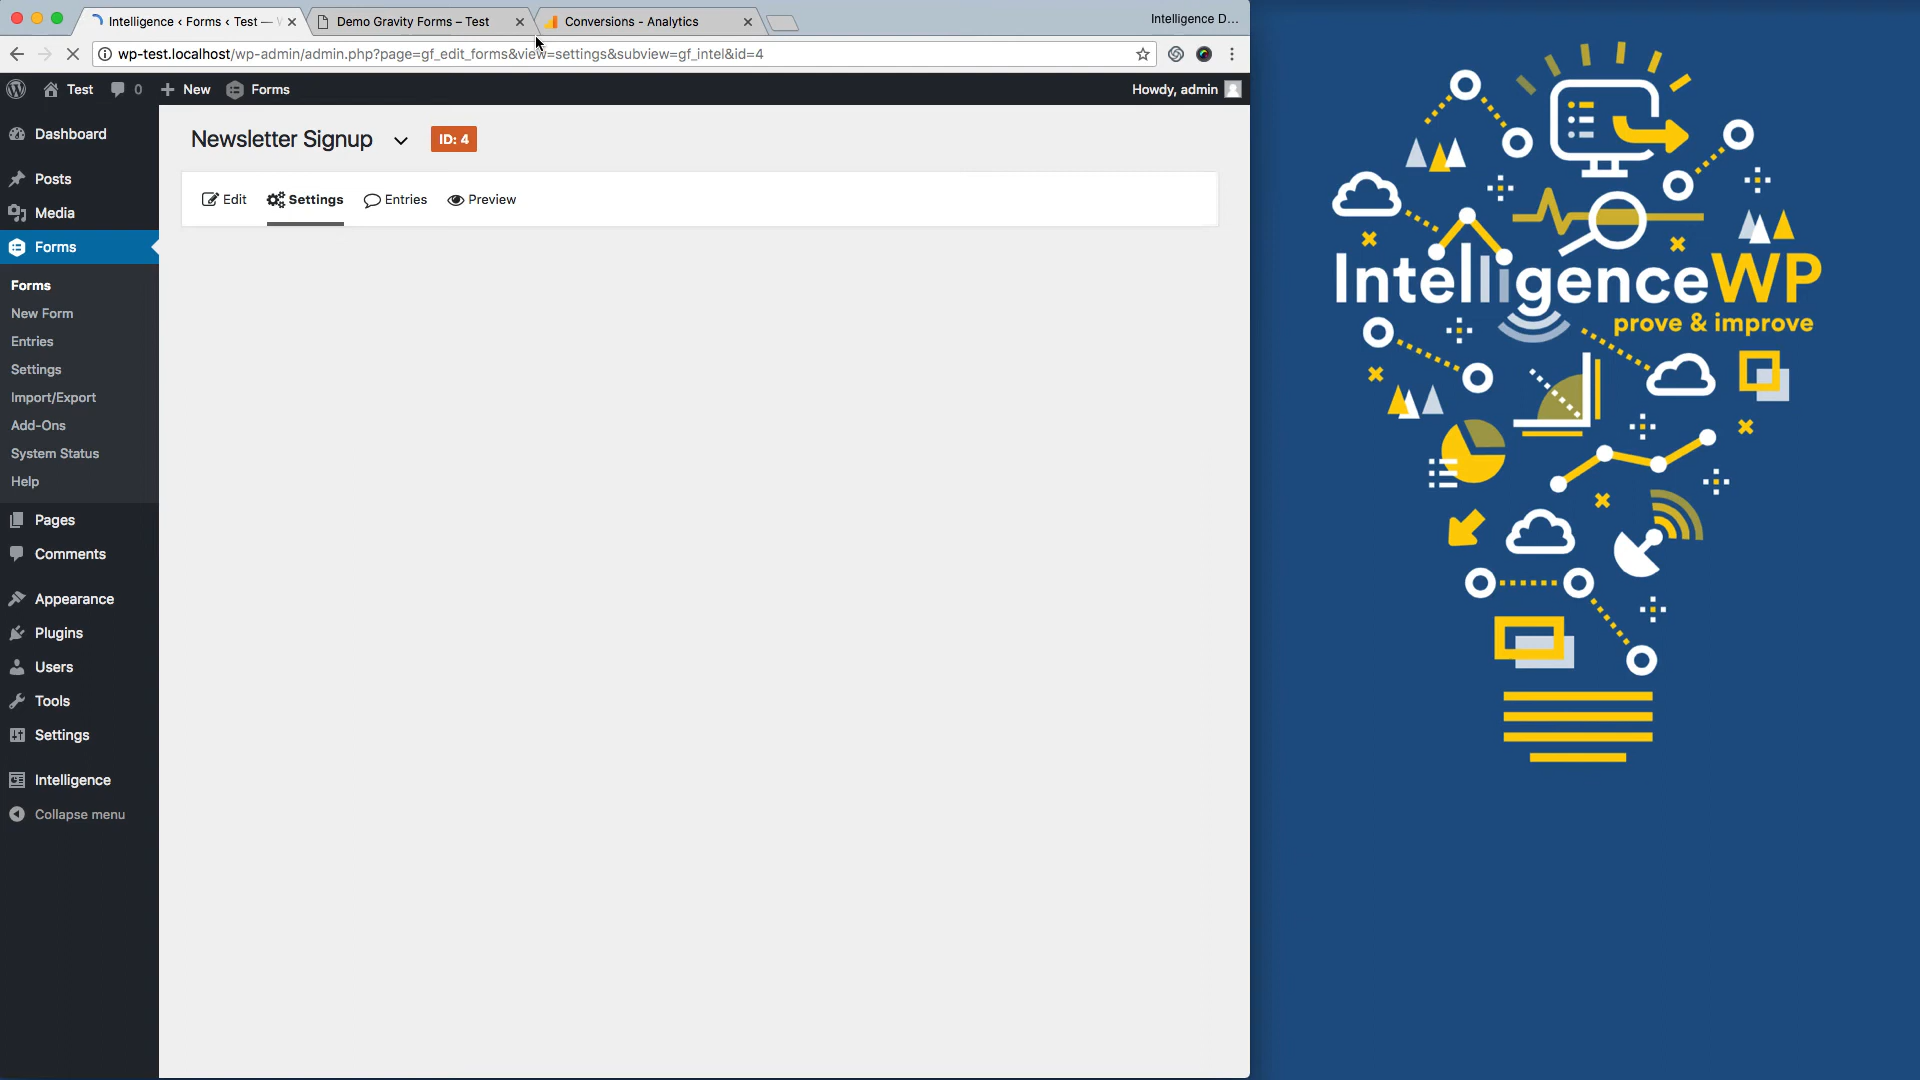 Intelligence ‹ Forms ‹ Test —
Demo Gravity Forms – Test
Conversions - Analytics
Intelligence D...
wp-test.localhost/wp-admin/admin.php?page=gf_edit_forms&view=settings&subview=gf_intel&id=4
Test
0
New
Forms
Howdy, admin
Dashboard
Posts
Media
Forms
Forms
New Form
Entries
Settings
Import/Export
Add-Ons
System Status
Help
Pages
Comments
Appearance
Plugins
Users
Tools
Settings
Intelligence
Collapse menu
Newsletter Signup
ID: 4
Edit
Settings
Entries
Preview
IntelligenceWP
prove & improve